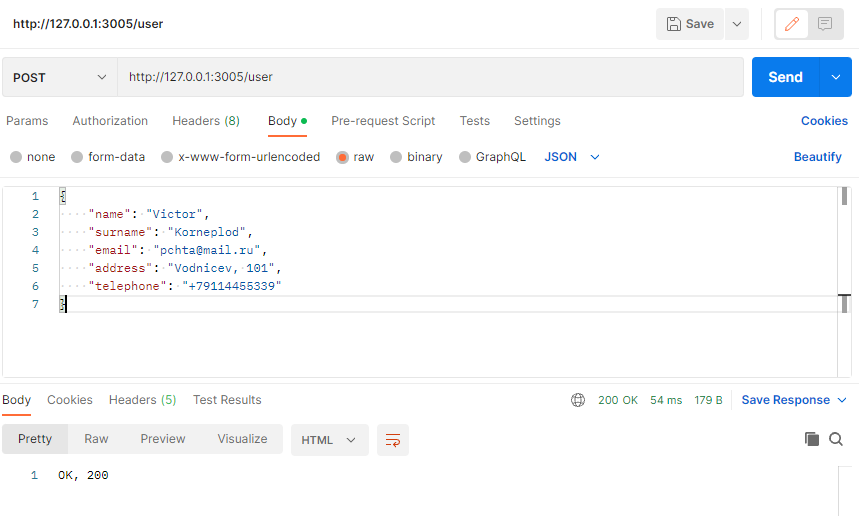 http://127.0.0.1:3005/user Save
POST http://127.0.0.1:3005/user Send
Params Authorization Headers (8) Body Pre-request Script Tests Settings Cookies
none form-data x-www-form-urlencoded raw binary GraphQL JSON Beautify
1 {
2 "name": "Victor",
3 "surname": "Korneplod",
4 "email": "pchta@mail.ru",
5 "address": "Vodnicev, 101",
6 "telephone": "+79114455339"
7 }
Body Cookies Headers (5) Test Results 200 OK 54 ms 179 B Save Response
Pretty Raw Preview Visualize HTML
1 OK, 200